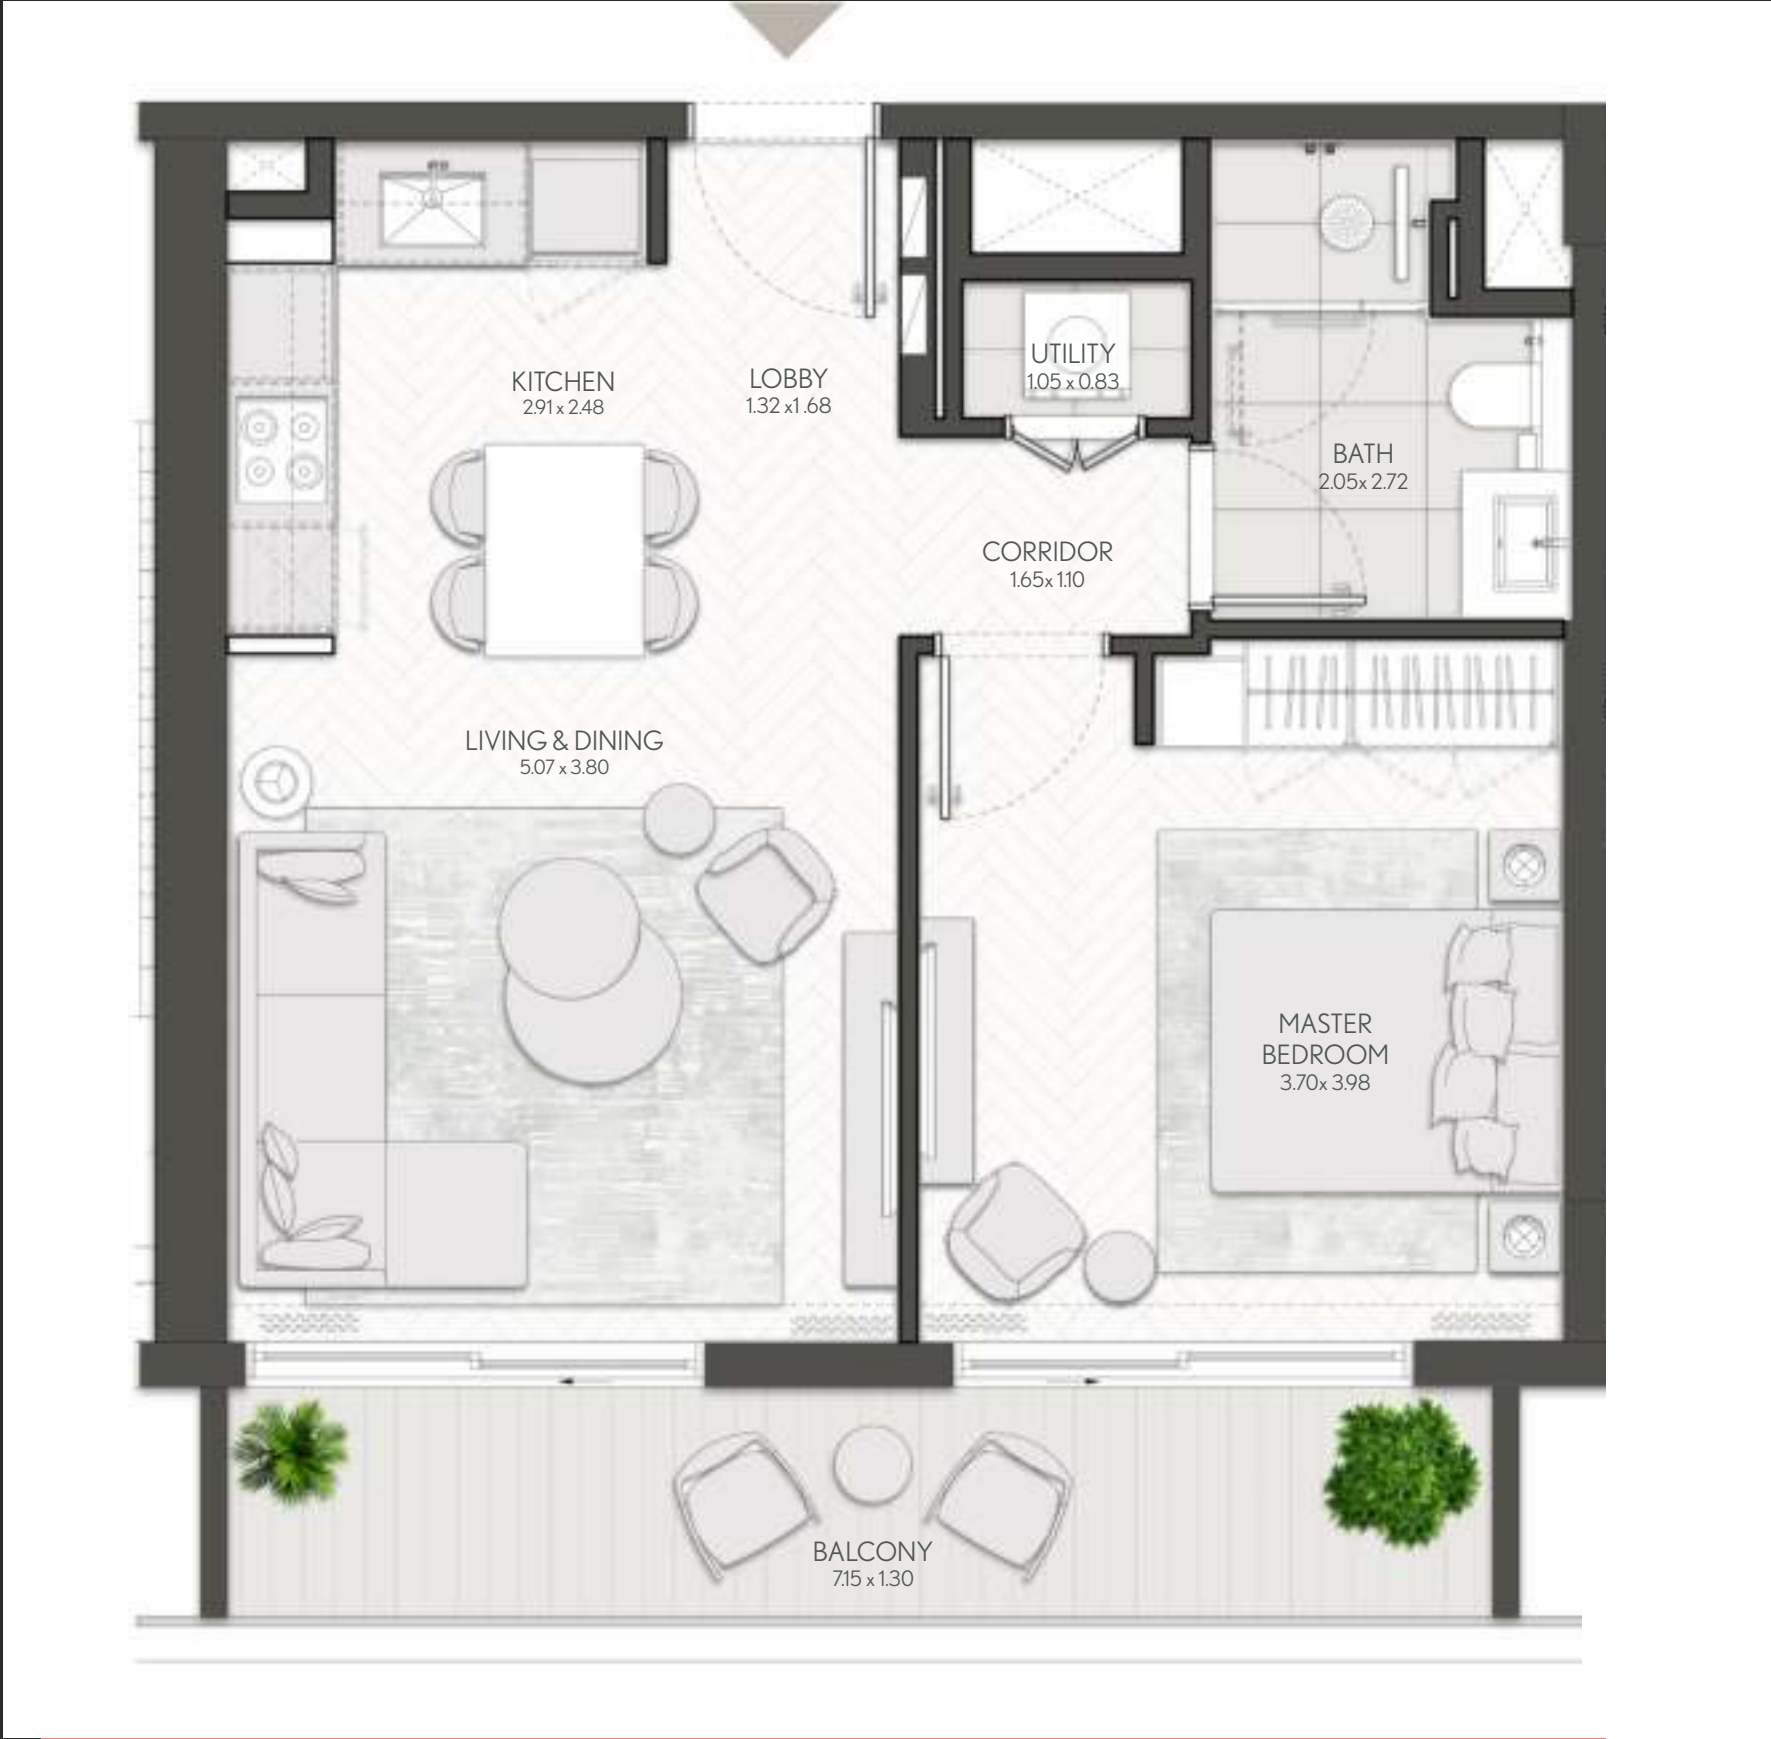 KITCHEN
2.91 x 2.48
LOBBY
1.32 x1.68
UTILITY
1.05 x 0.83
BATH
2.05x 2.72
CORRIDOR
1.65x 1.10
LIVING & DINING
5.07 x 3.80
MASTER
BEDROOM
3.70x 3.98
BALCONY
7.15 x 1.30